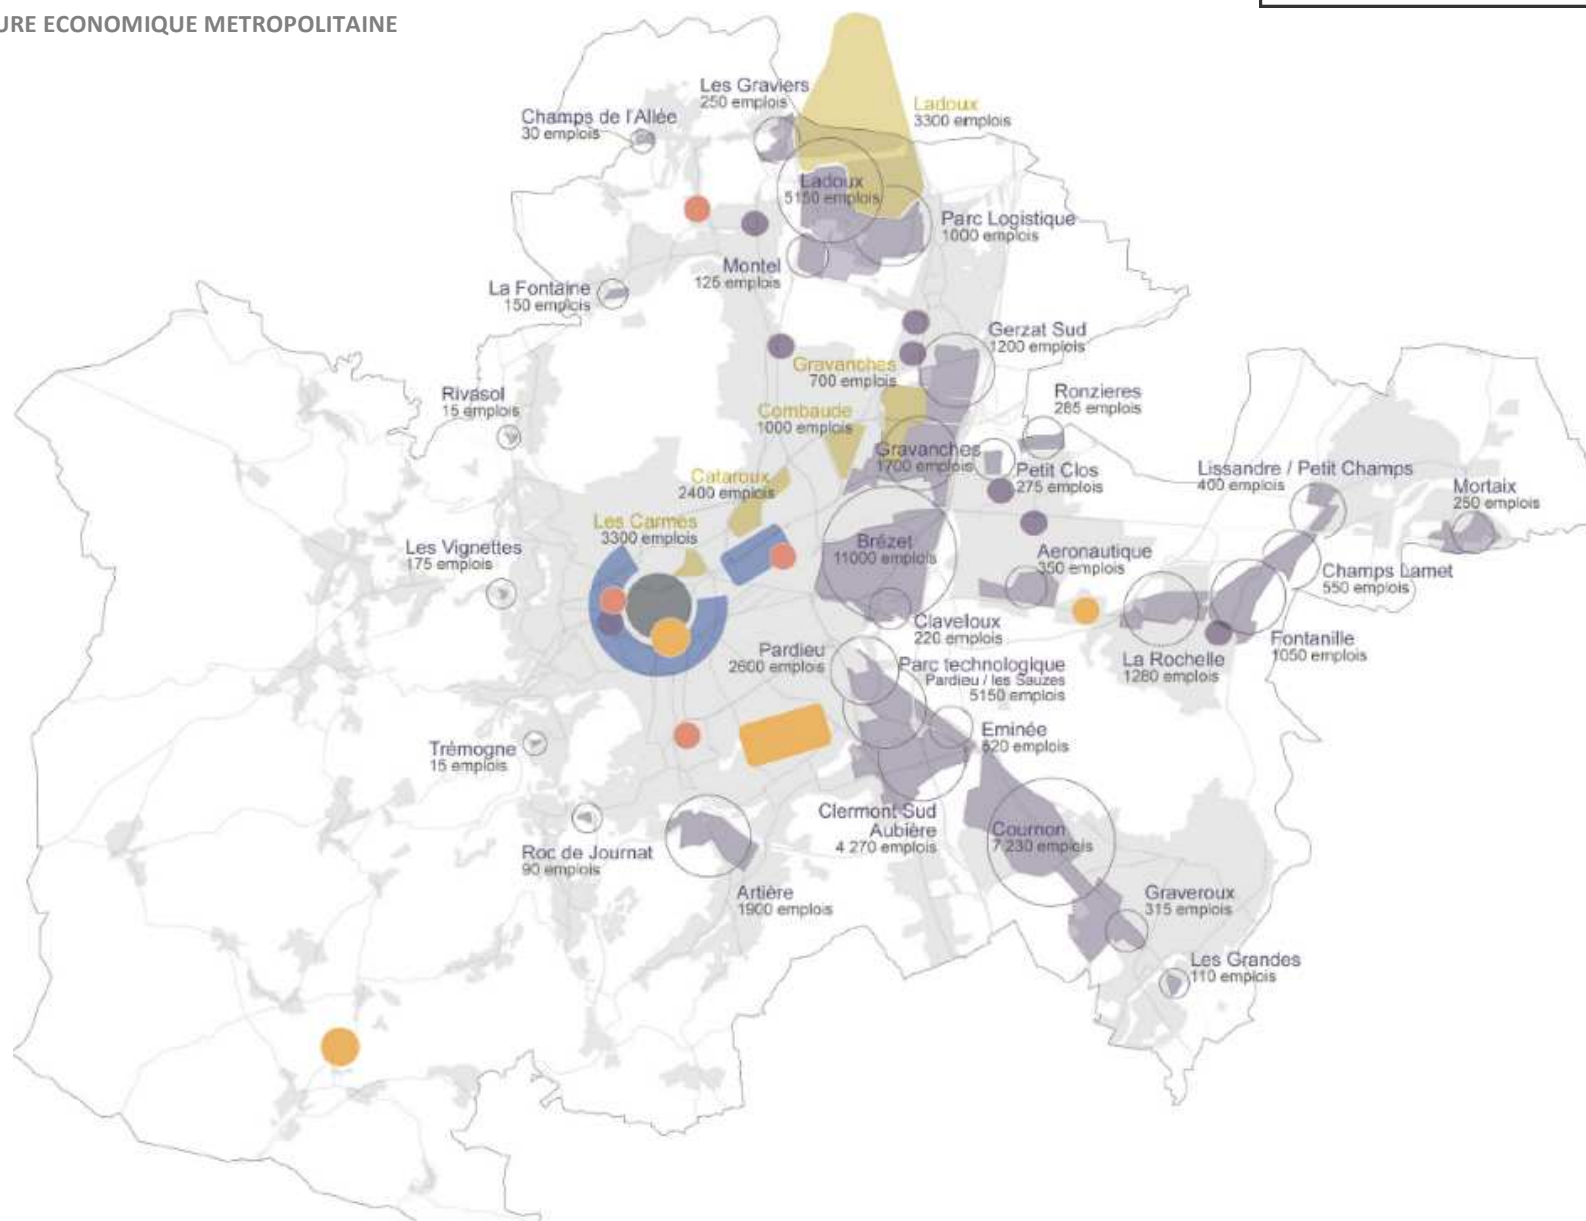 URE ECONOMIQUE METROPOLITAINE
Les Graviers
250 emplois
Champs de l'Allée
30 emplois
Ladoux
3300 emplois
Ladoux
5150 emplois
Parc Logistique
1000 emplois
Montel
125 emplois
La Fontaine
150 emplois
Gerzat Sud
1200 emplois
Gravanches
700 emplois
Rivasol
15 emplois
Ronzieres
285 emplois
Combaude
1000 emplois
Gravanches
1700 emplois
Petit Clos
275 emplois
Lissandre / Petit Champs
400 emplois
Mortaix
250 emplois
Cataroux
2400 emplois
Les Carmes
3300 emplois
Brézet
11000 emplois
Les Vignettes
175 emplois
Aeronautique
350 emplois
Champs Lamet
550 emplois
Clavelloux
220 emplois
Fontanille
1050 emplois
La Rochelle
1280 emplois
Pardieu
2600 emplois
Parc technologique
Pardieu / les Sauzes
5150 emplois
Eminée
620 emplois
Trémogne
15 emplois
Clermont Sud
Aubière
4 270 emplois
Cournon
7 230 emplois
Roc de Journat
90 emplois
Artière
1900 emplois
Graveroux
315 emplois
Les Grandes
110 emplois